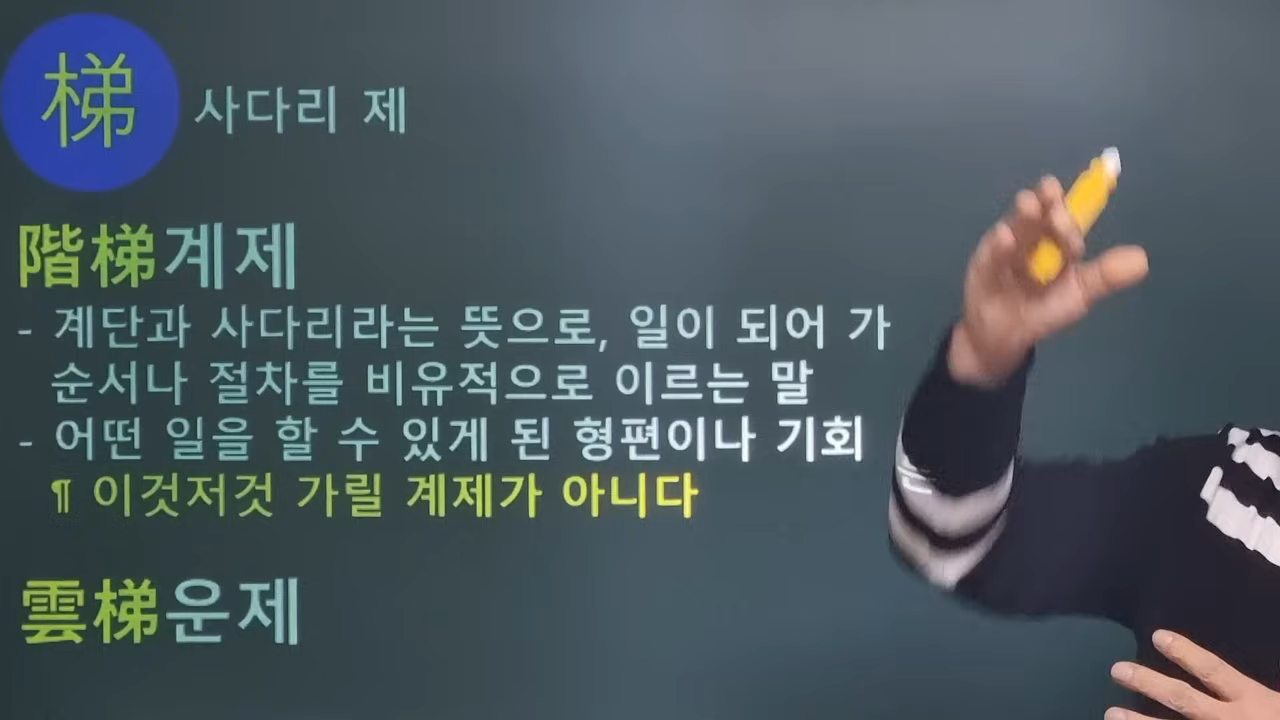 梯 사다리 제
階梯계제
- 계단과 사다리라는 뜻으로, 일이 되어 가
순서나 절차를 비유적으로 이르는 말
- 어떤 일을 할 수 있게 된 형편이나 기회
¶ 이것저것 가릴 계제가 아니다
雲梯운제